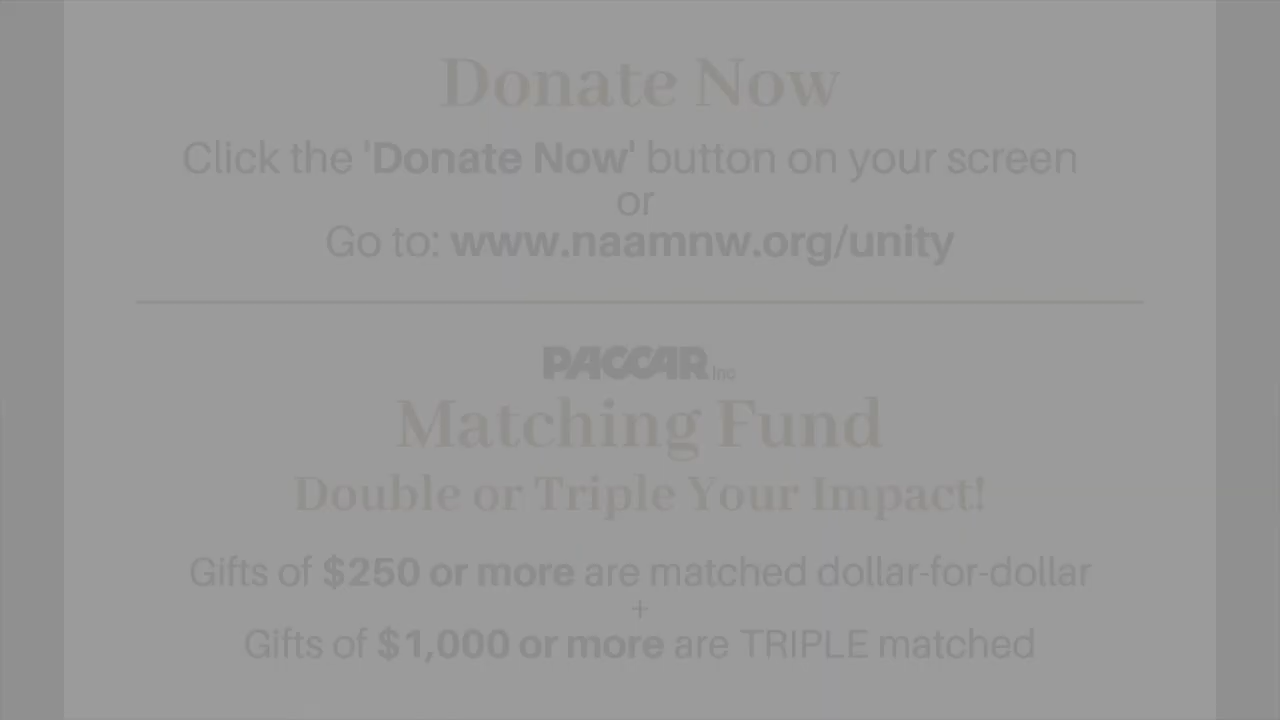 Donate Now
Click the 'Donate Now' button on your screen
or
Go to: www.naamnw.org/unity
PACCAR Inc
Matching Fund
Double or Triple Your Impact!
Gifts of $250 or more are matched dollar-for-dollar
+
Gifts of $1,000 or more are TRIPLE matched